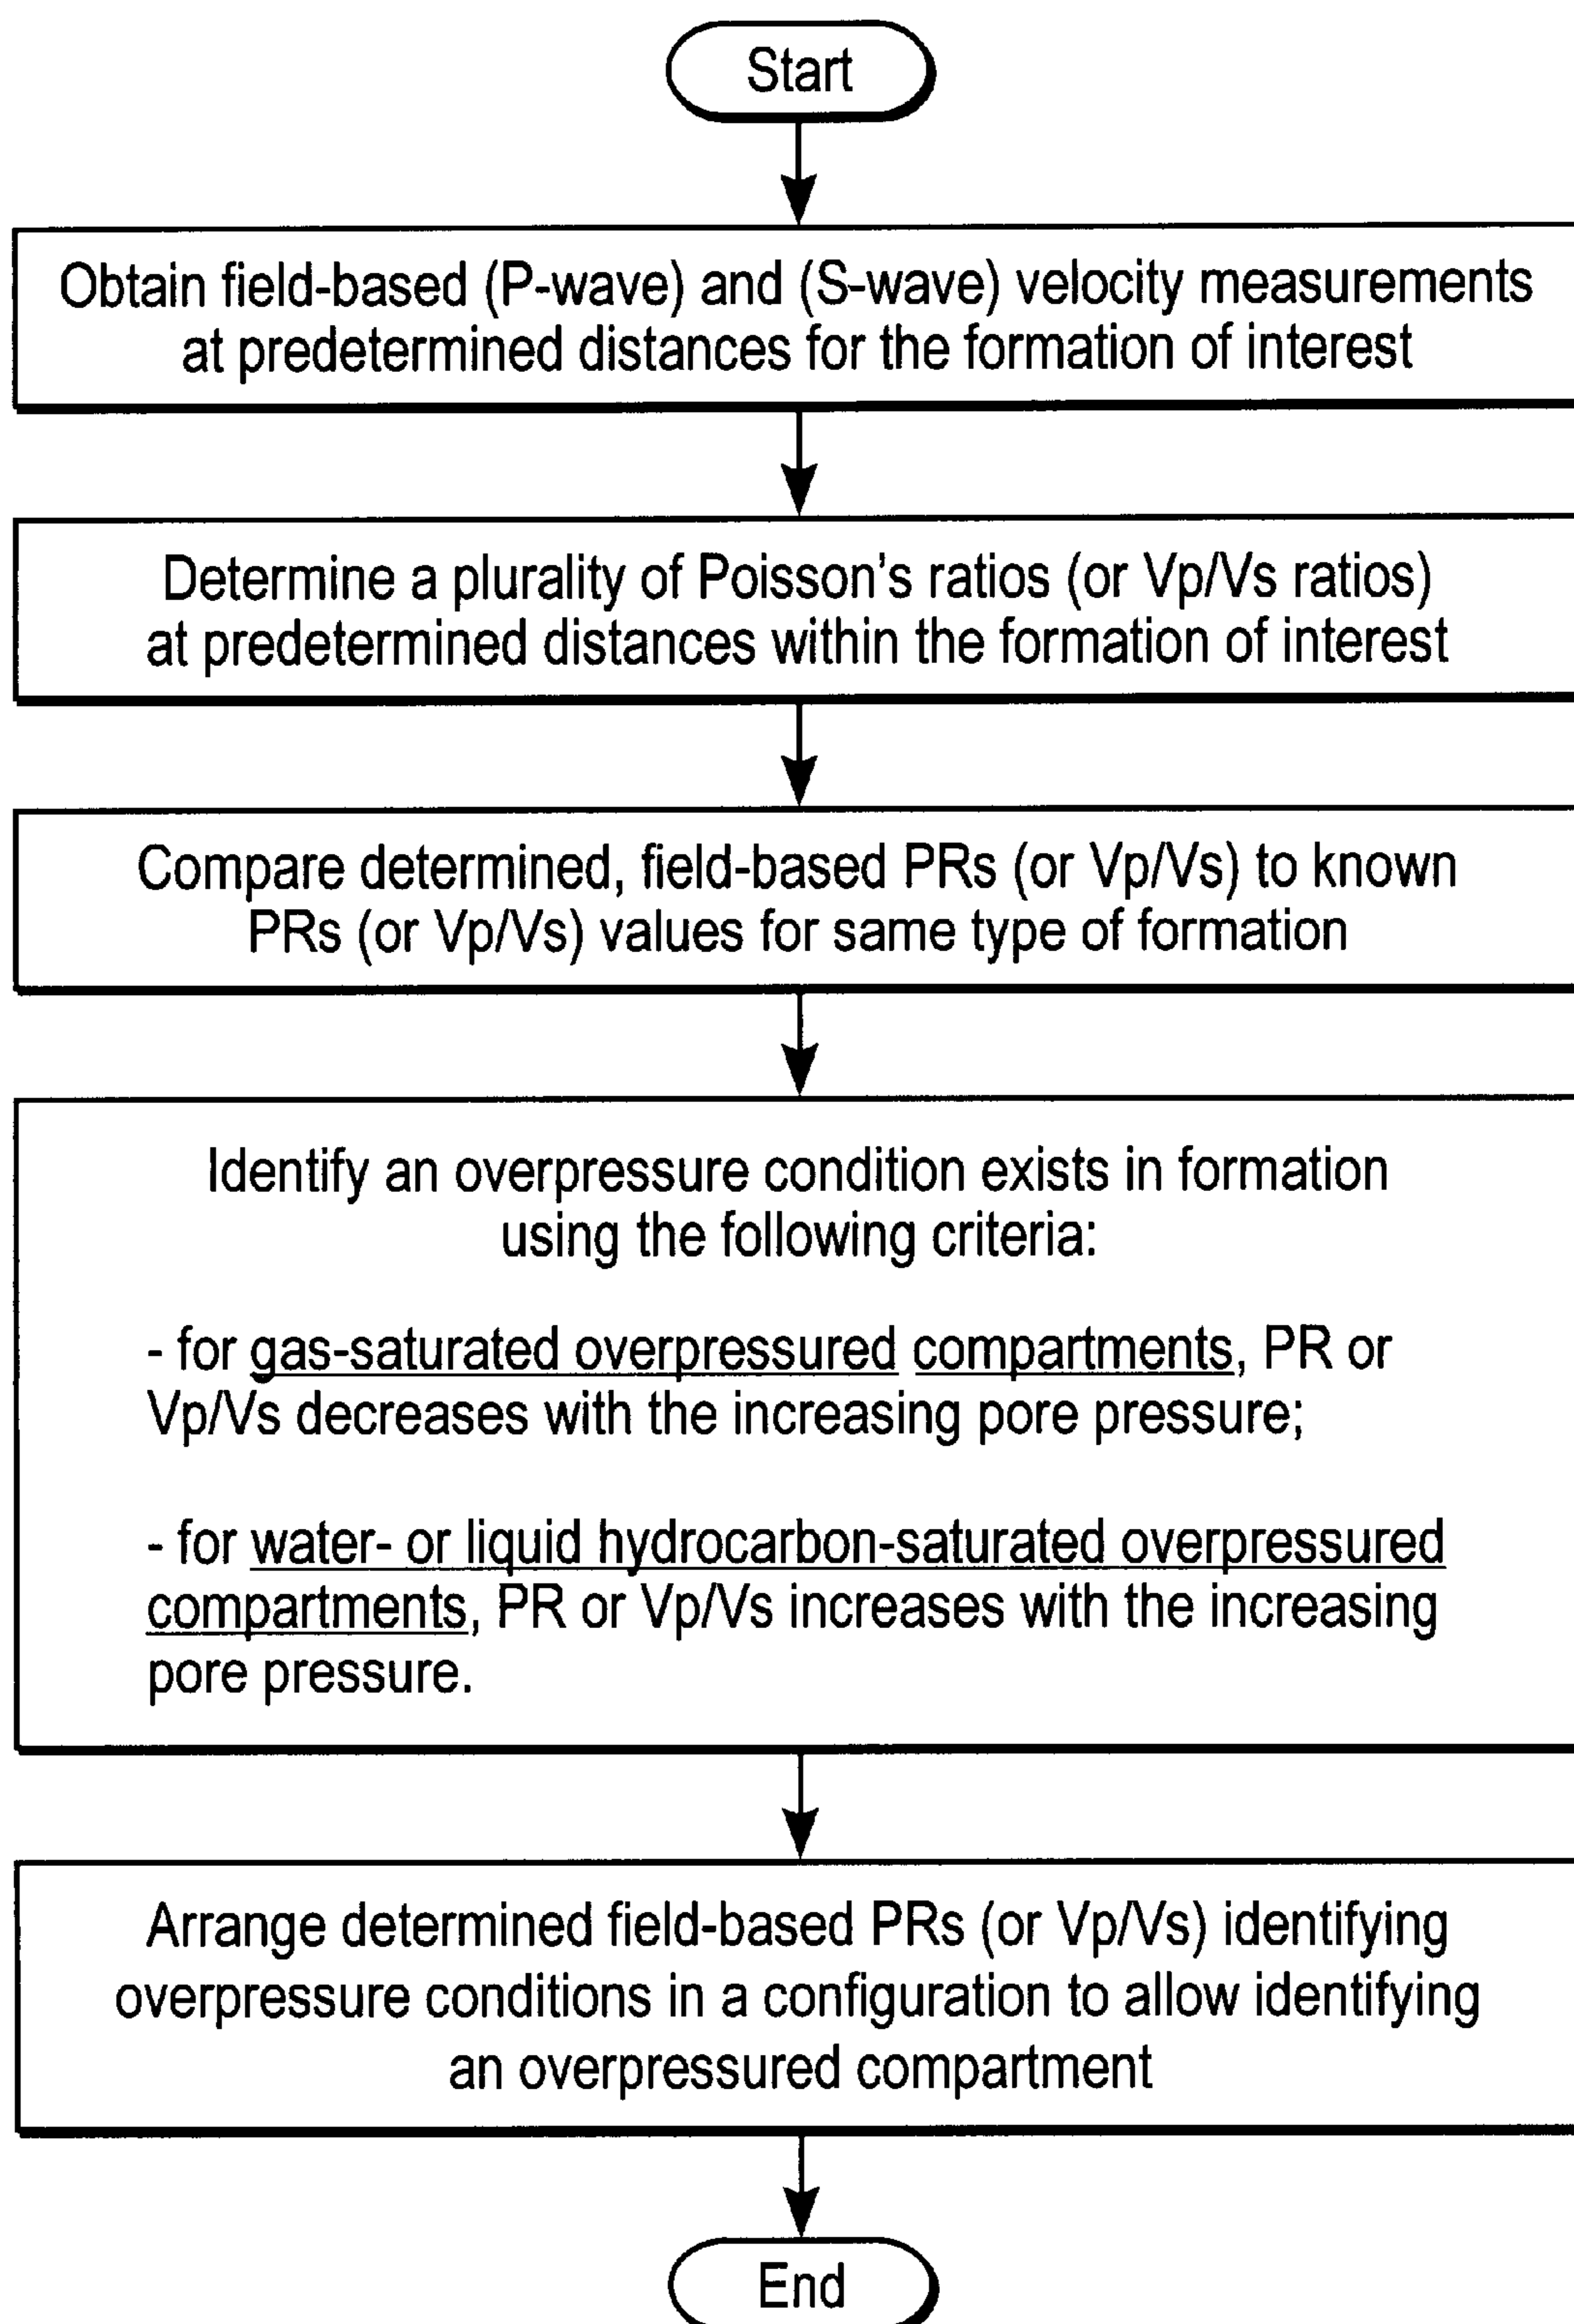 Start
Obtain field-based (P-wave) and (S-wave) velocity measurements
at predetermined distances for the formation of interest
Determine a plurality of Poisson's ratios (or Vp/Vs ratios)
at predetermined distances within the formation of interest
Compare determined, field-based PRs (or Vp/Vs) to known
PRs (or Vp/Vs) values for same type of formation
Identify an overpressure condition exists in formation
using the following criteria:
- for gas-saturated overpressured compartments, PR or
Vp/Vs decreases with the increasing pore pressure;
- for water- or liquid hydrocarbon-saturated overpressured
compartments, PR or Vp/Vs increases with the increasing
pore pressure.
Arrange determined field-based PRs (or Vp/Vs) identifying
overpressure conditions in a configuration to allow identifying
an overpressured compartment
End